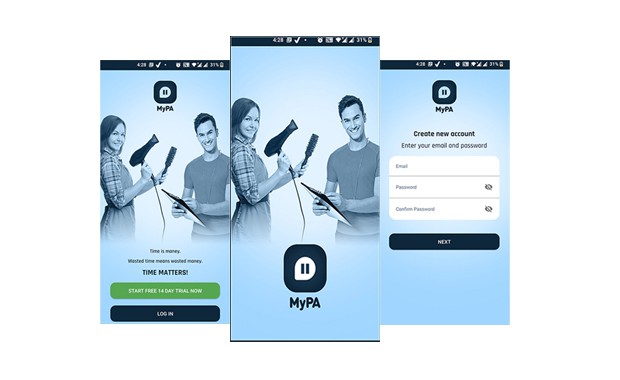 4:28
31%
MyPA
Time is money.
Wasted time means wasted money.
TIME MATTERS!
START FREE 14 DAY TRIAL NOW
LOG IN
4:28
31%
MyPA
4:28
31%
MyPA
Create new account
Enter your email and password
Email
Password
Confirm Password
NEXT